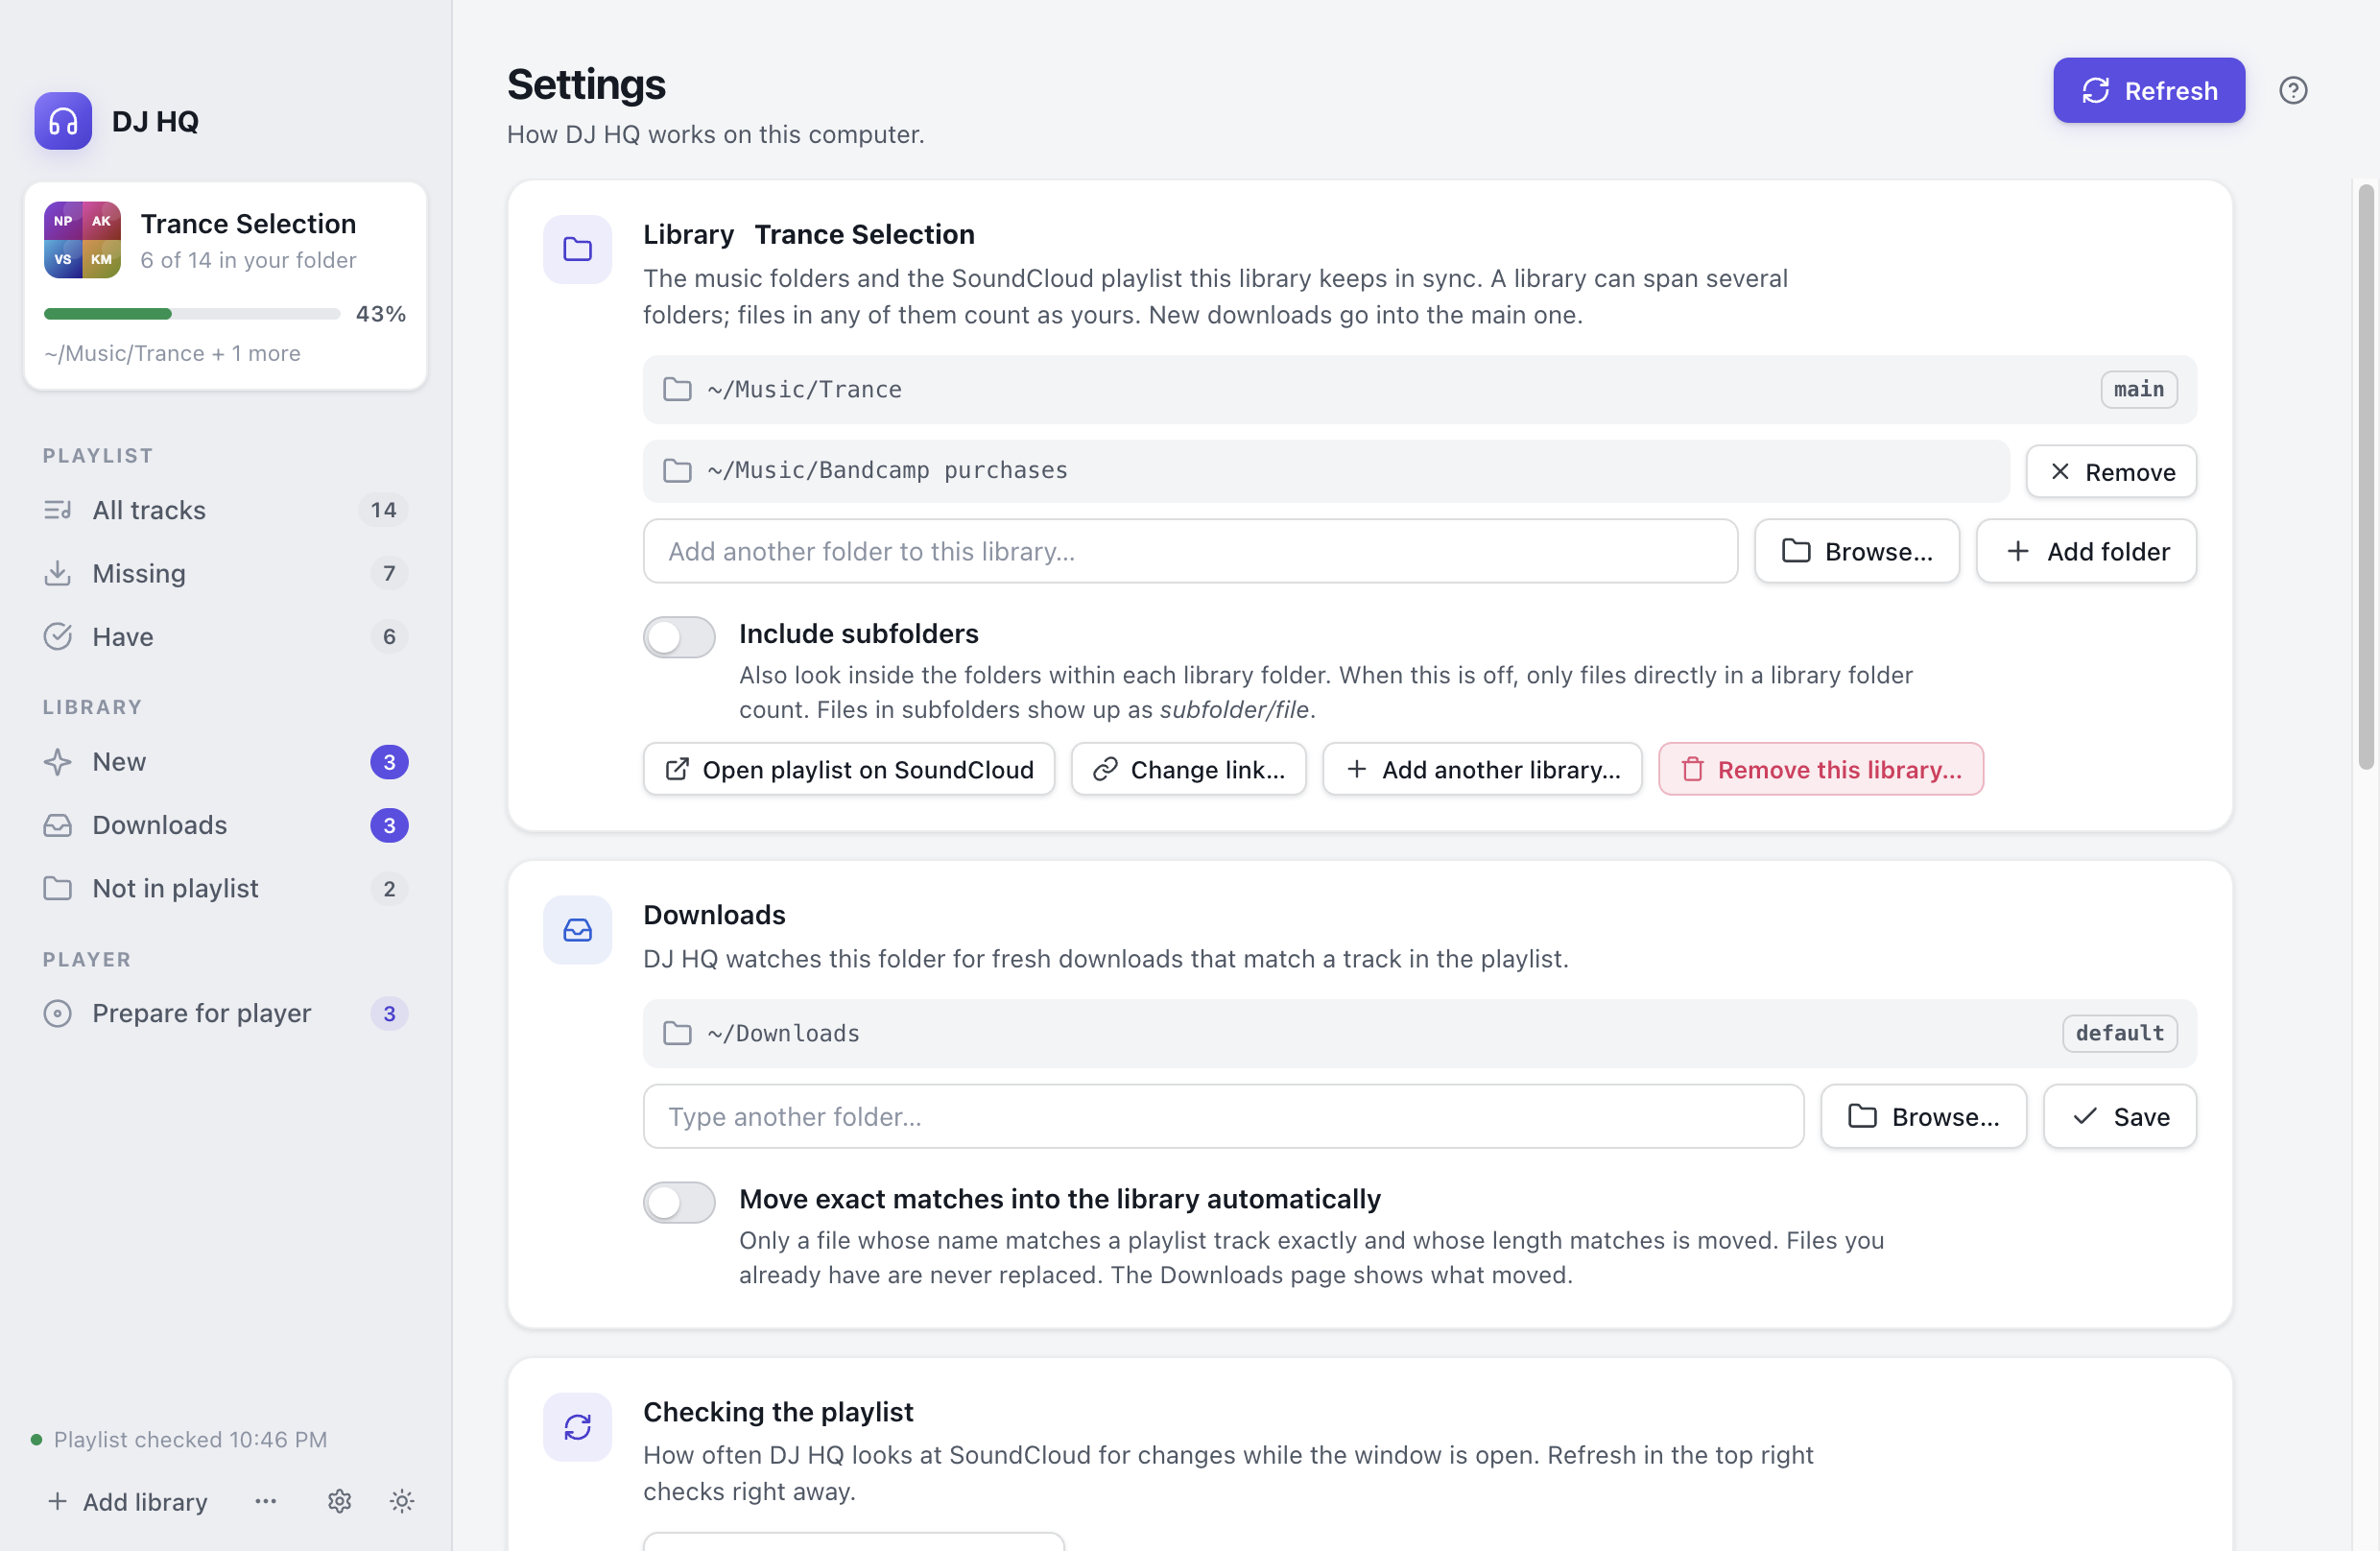 DJ HQ
NP AK
VS KM
Trance Selection
6 of 14 in your folder
43%
~/Music/Trance + 1 more
PLAYLIST
All tracks 14
Missing 7
Have 6
LIBRARY
New 3
Downloads 3
Not in playlist 2
PLAYER
Prepare for player 3
Playlist checked 10:46 PM
Add library
Settings
How DJ HQ works on this computer.
Refresh
Library Trance Selection
The music folders and the SoundCloud playlist this library keeps in sync. A library can span several
folders; files in any of them count as yours. New downloads go into the main one.
~/Music/Trance main
~/Music/Bandcamp purchases Remove
Add another folder to this library... Browse... Add folder
Include subfolders
Also look inside the folders within each library folder. When this is off, only files directly in a library folder
count. Files in subfolders show up as subfolder/file.
Open playlist on SoundCloud Change link... Add another library... Remove this library...
Downloads
DJ HQ watches this folder for fresh downloads that match a track in the playlist.
~/Downloads default
Type another folder... Browse... Save
Move exact matches into the library automatically
Only a file whose name matches a playlist track exactly and whose length matches is moved. Files you
already have are never replaced. The Downloads page shows what moved.
Checking the playlist
How often DJ HQ looks at SoundCloud for changes while the window is open. Refresh in the top right
checks right away.